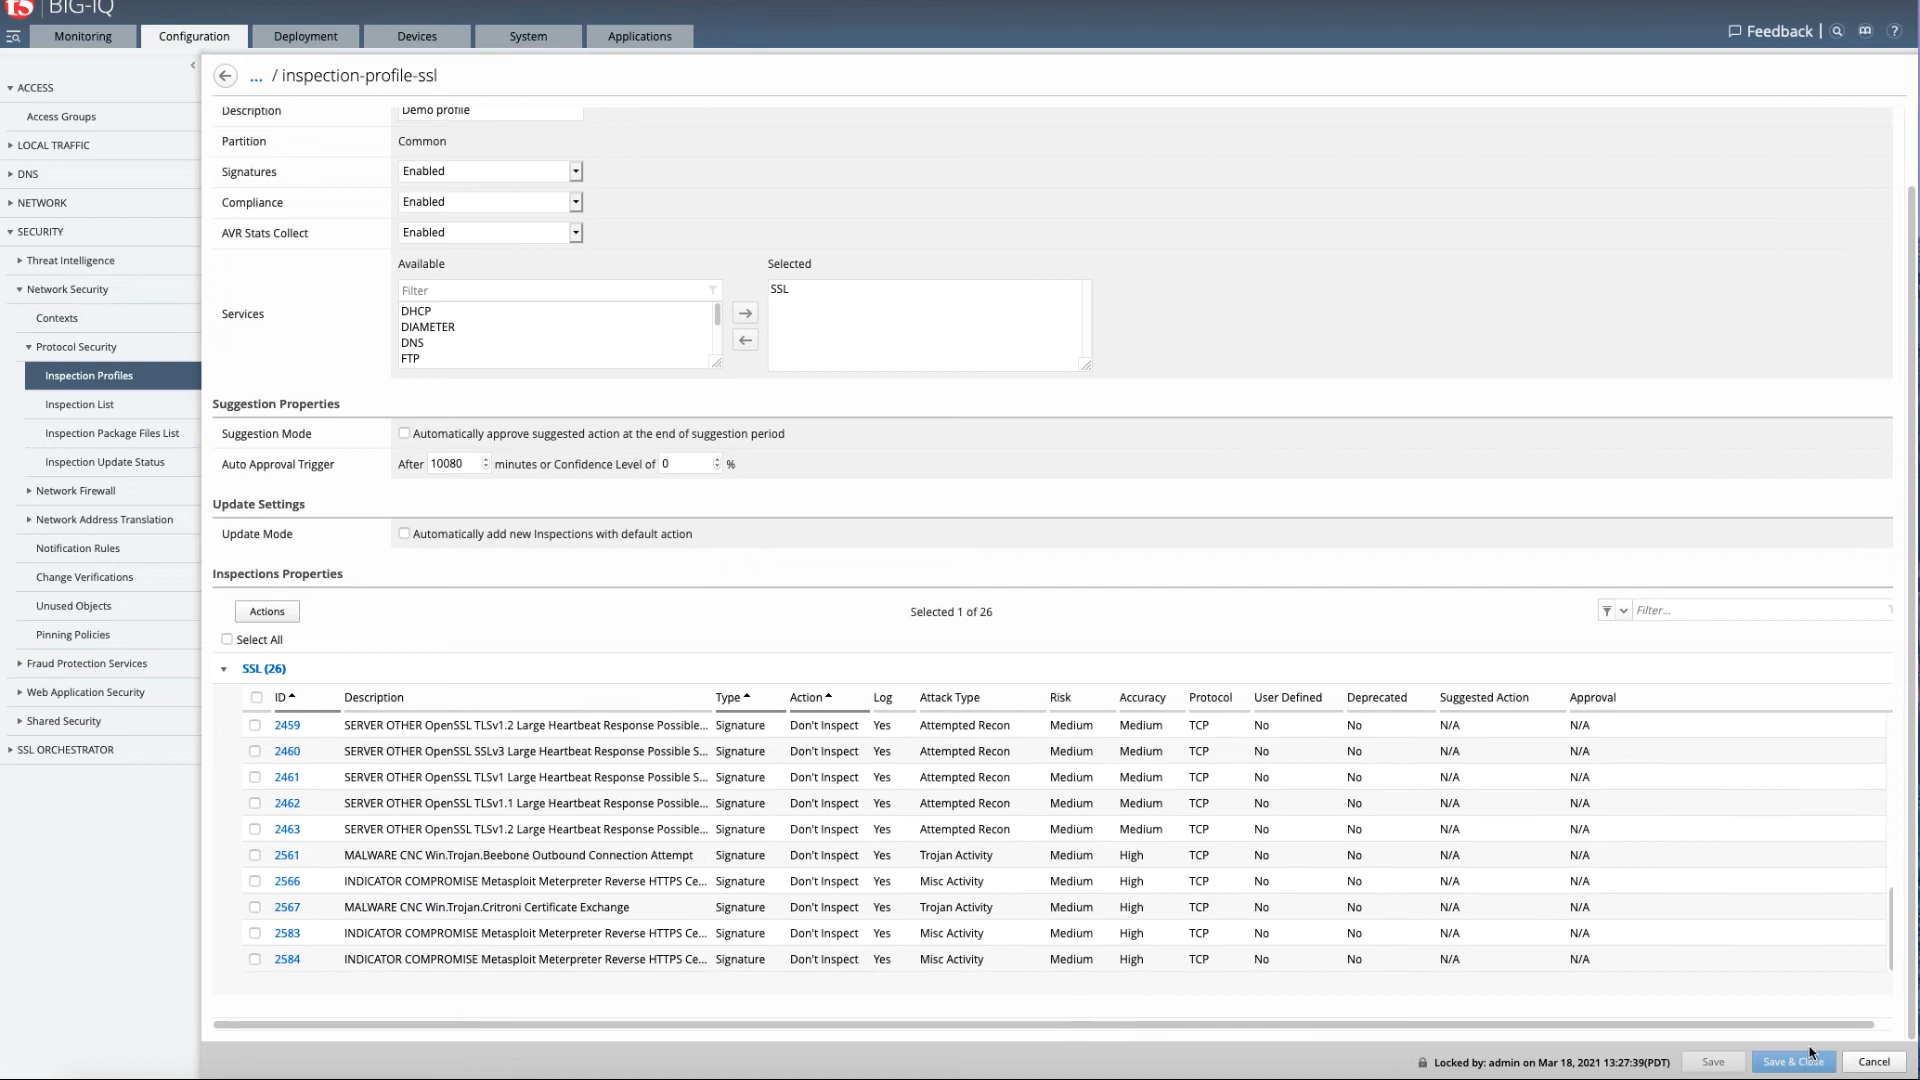 f5 BIG-IQ
Monitoring Configuration Deployment Devices System Applications
Feedback ?
ACCESS
Access Groups
LOCAL TRAFFIC
DNS
NETWORK
SECURITY
Threat Intelligence
Network Security
Contexts
Protocol Security
Inspection Profiles
Inspection List
Inspection Package Files List
Inspection Update Status
Network Firewall
Network Address Translation
Notification Rules
Change Verifications
Unused Objects
Pinning Policies
Fraud Protection Services
Web Application Security
Shared Security
SSL ORCHESTRATOR
... / inspection-profile-ssl
Description Demo profile
Partition Common
Signatures Enabled
Compliance Enabled
AVR Stats Collect Enabled
Available Selected
Services
Filter
DHCP
DIAMETER
DNS
FTP
SSL
Suggestion Properties
Suggestion Mode Automatically approve suggested action at the end of suggestion period
Auto Approval Trigger After 10080 minutes or Confidence Level of 0 %
Update Settings
Update Mode Automatically add new Inspections with default action
Inspections Properties
Actions Selected 1 of 26 Filter...
Select All
SSL (26)
ID Description Type Action Log Attack Type Risk Accuracy Protocol User Defined Deprecated Suggested Action Approval
2459 SERVER OTHER OpenSSL TLSv1.2 Large Heartbeat Response Possible... Signature Don't Inspect Yes Attempted Recon Medium Medium TCP No No N/A N/A
2460 SERVER OTHER OpenSSL SSLv3 Large Heartbeat Response Possible S... Signature Don't Inspect Yes Attempted Recon Medium Medium TCP No No N/A N/A
2461 SERVER OTHER OpenSSL TLSv1 Large Heartbeat Response Possible S... Signature Don't Inspect Yes Attempted Recon Medium Medium TCP No No N/A N/A
2462 SERVER OTHER OpenSSL TLSv1.1 Large Heartbeat Response Possible... Signature Don't Inspect Yes Attempted Recon Medium Medium TCP No No N/A N/A
2463 SERVER OTHER OpenSSL TLSv1.2 Large Heartbeat Response Possible... Signature Don't Inspect Yes Attempted Recon Medium Medium TCP No No N/A N/A
2561 MALWARE CNC Win.Trojan.Beebone Outbound Connection Attempt Signature Don't Inspect Yes Trojan Activity Medium High TCP No No N/A N/A
2566 INDICATOR COMPROMISE Metasploit Meterpreter Reverse HTTPS Ce... Signature Don't Inspect Yes Misc Activity Medium High TCP No No N/A N/A
2567 MALWARE CNC Win.Trojan.Critroni Certificate Exchange Signature Don't Inspect Yes Trojan Activity Medium High TCP No No N/A N/A
2583 INDICATOR COMPROMISE Metasploit Meterpreter Reverse HTTPS Ce... Signature Don't Inspect Yes Misc Activity Medium High TCP No No N/A N/A
2584 INDICATOR COMPROMISE Metasploit Meterpreter Reverse HTTPS Ce... Signature Don't Inspect Yes Misc Activity Medium High TCP No No N/A N/A
Locked by: admin on Mar 18, 2021 13:27:39(PDT) Save Save & Close Cancel